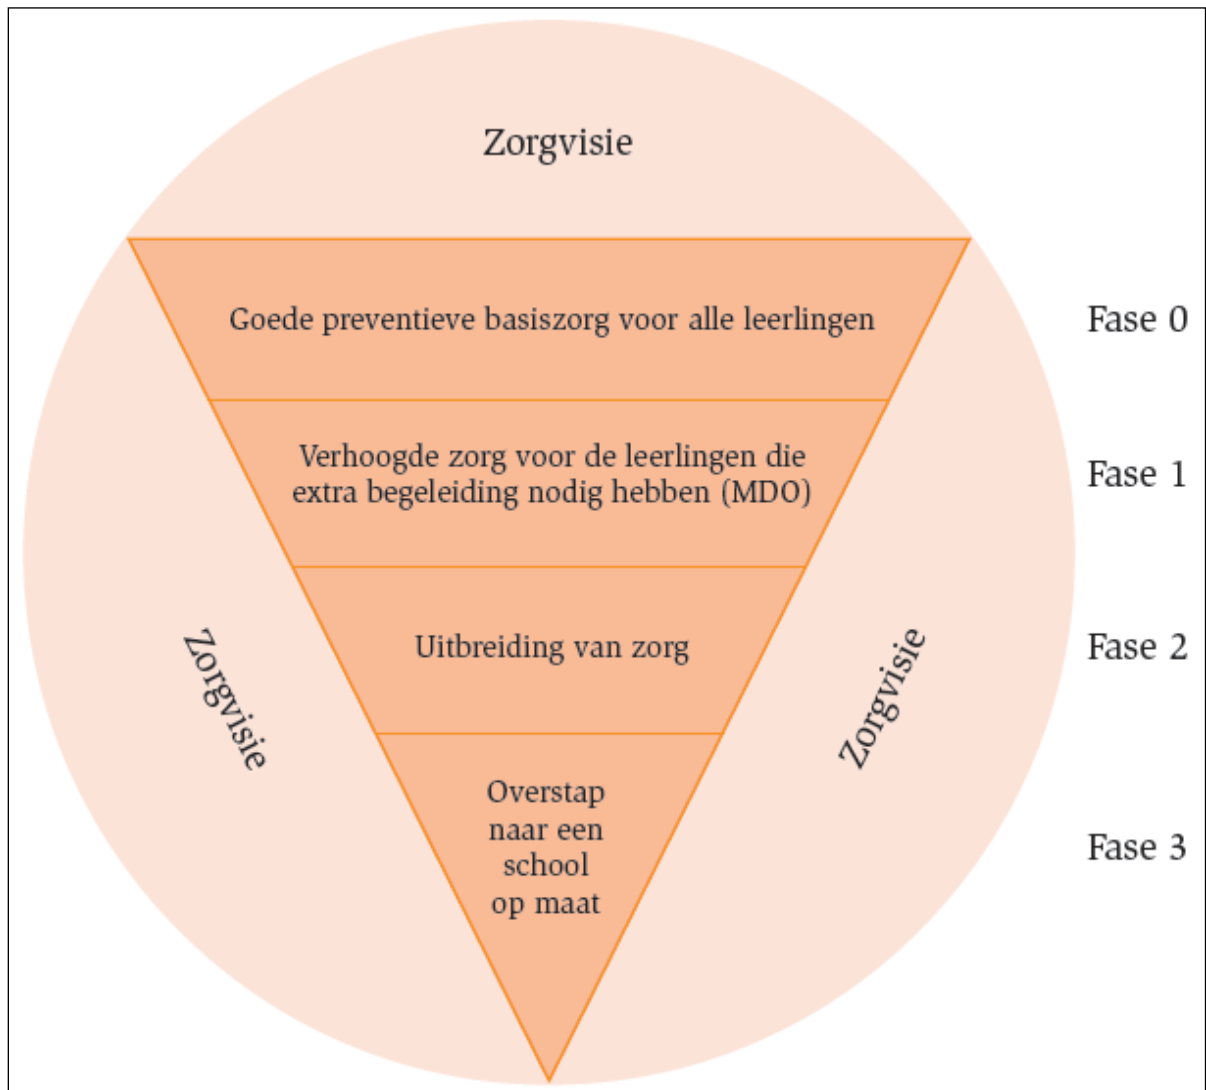 Zorgvisie
Goede preventieve basiszorg voor alle leerlingen
Fase 0
Verhoogde zorg voor de leerlingen die
extra begeleiding nodig hebben (MDO)
Fase 1
Uitbreiding van zorg
Fase 2
Zorgvisie
Zorgvisie
Overstap
naar een
school
op maat
Fase 3